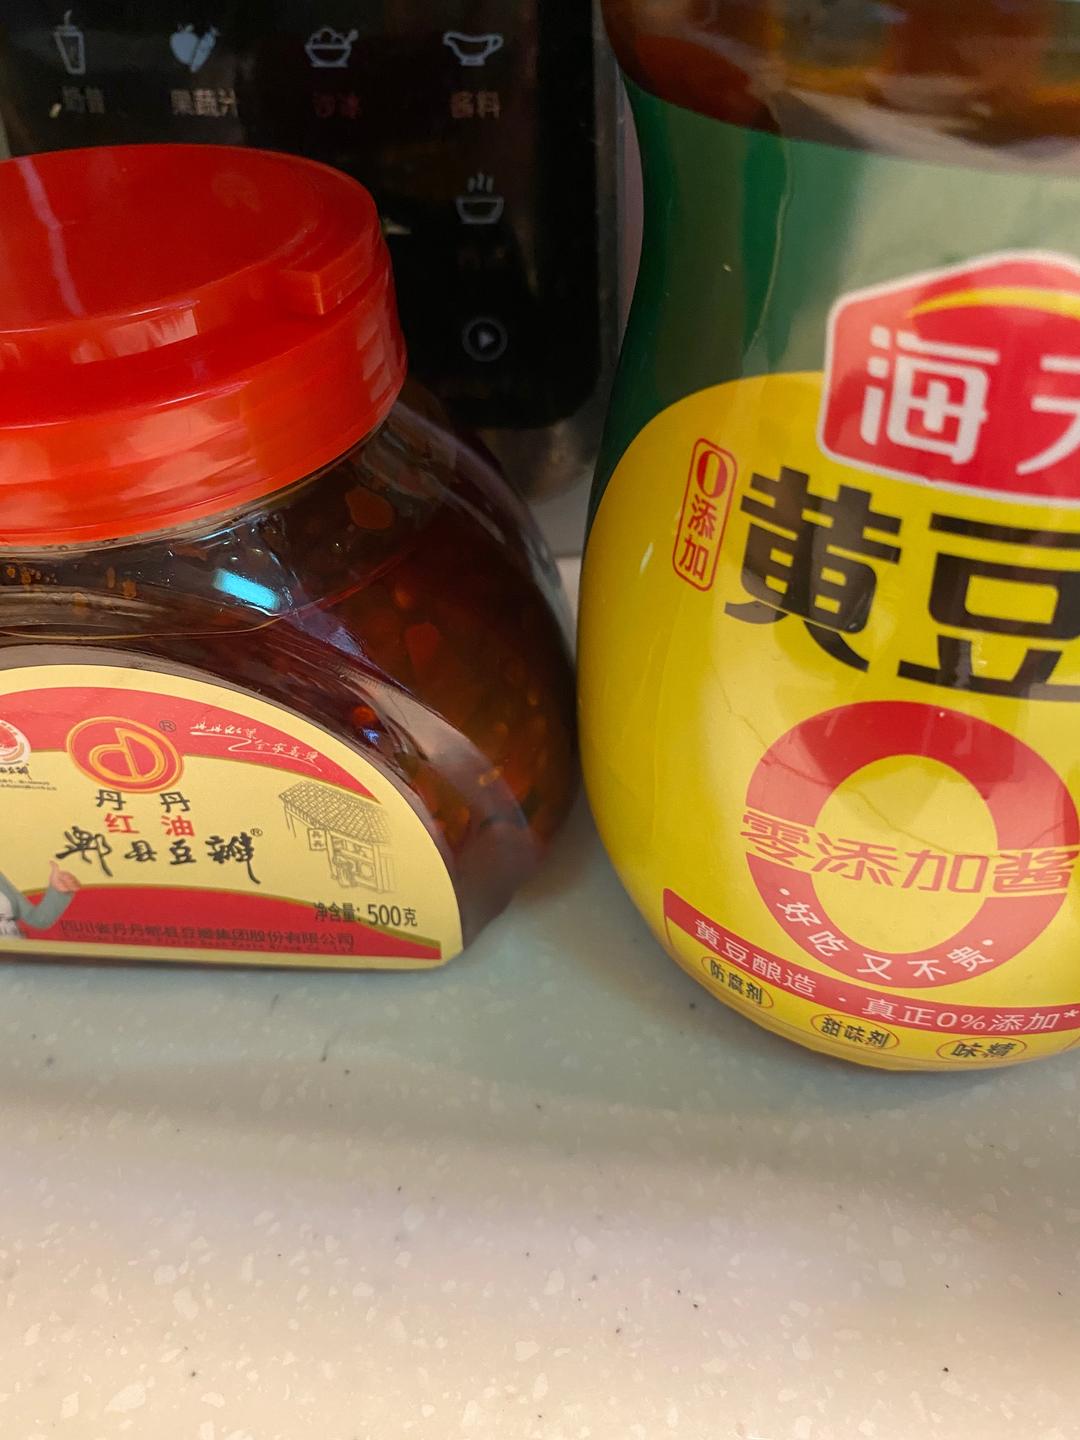 果蔬汁
沙冰
酱料
海天
0添加
黄豆
零添加酱
好吃又不贵
黄豆酿造·真正0%添加*
防腐剂
甜味剂
味精
丹丹
红油
郫县豆瓣
净含量: 500克
四川省丹丹郫县豆瓣集团股份有限公司